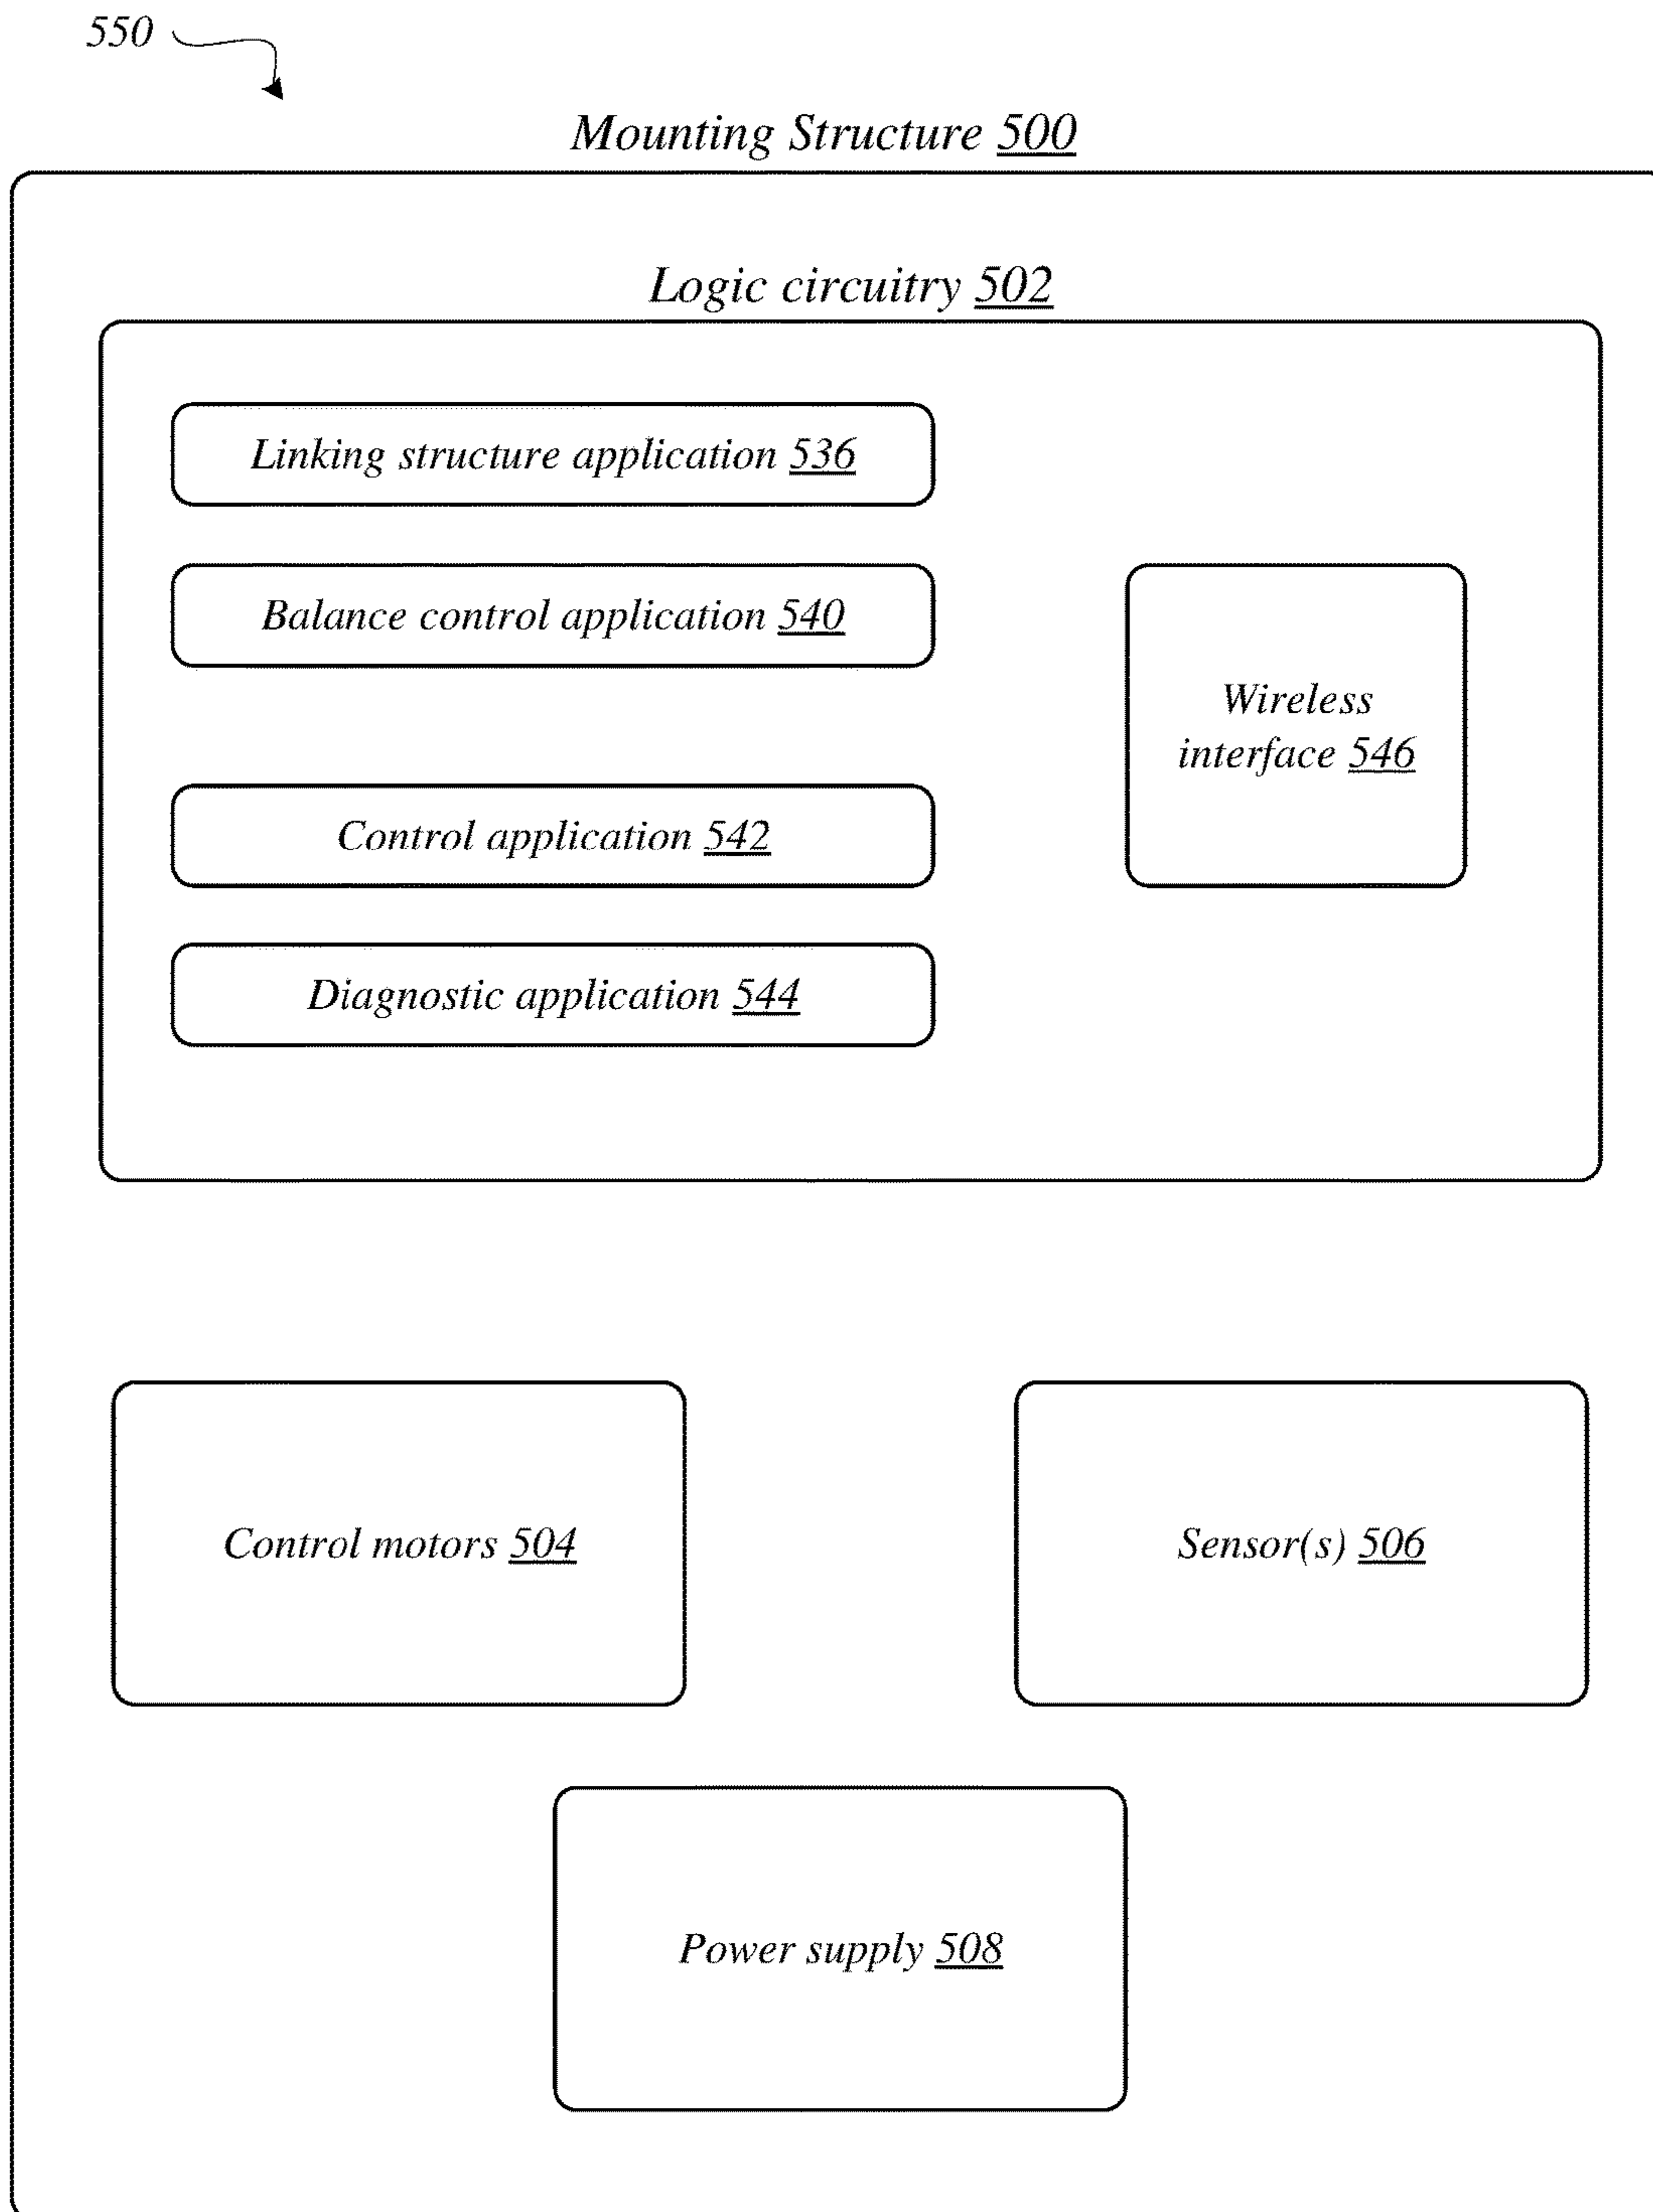 550
Mounting Structure 500
Logic circuitry 502
Linking structure application 536
Balance control application 540
Wireless
interface 546
Control application 542
Diagnostic application 544
Control motors 504
Sensor(s) 506
Power supply 508